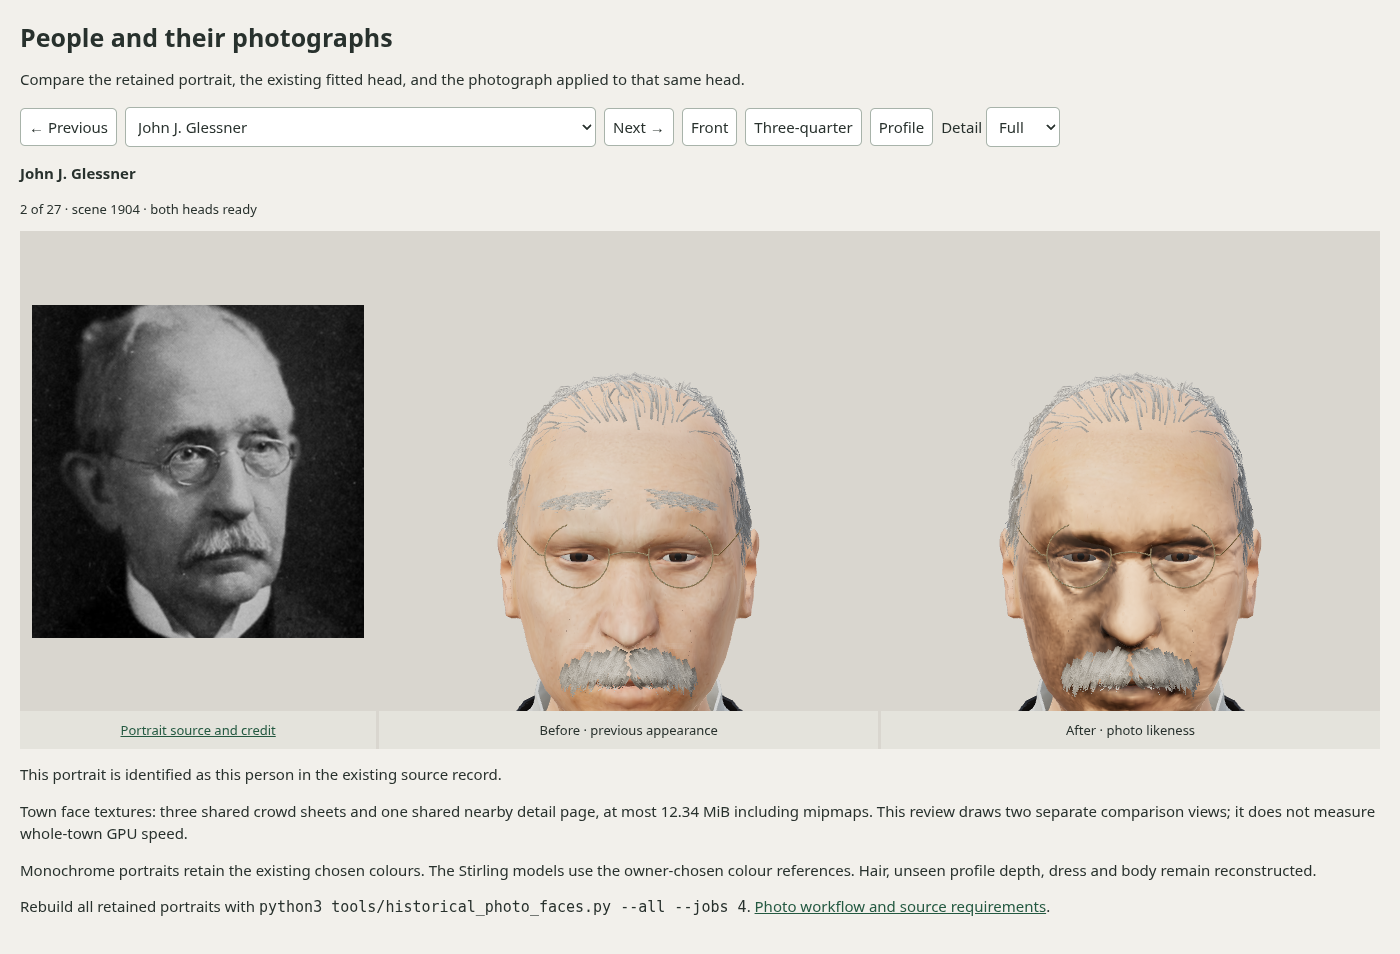 People and their photographs
Compare the retained portrait, the existing fitted head, and the photograph applied to that same head.
← Previous John J. Glessner Next → Front Three-quarter Profile Detail Full
John J. Glessner
2 of 27 · scene 1904 · both heads ready
Portrait source and credit Before · previous appearance After · photo likeness
This portrait is identified as this person in the existing source record.
Town face textures: three shared crowd sheets and one shared nearby detail page, at most 12.34 MiB including mipmaps. This review draws two separate comparison views; it does not measure
whole-town GPU speed.
Monochrome portraits retain the existing chosen colours. The Stirling models use the owner-chosen colour references. Hair, unseen profile depth, dress and body remain reconstructed.
Rebuild all retained portraits with python3 tools/historical_photo_faces.py --all --jobs 4. Photo workflow and source requirements.